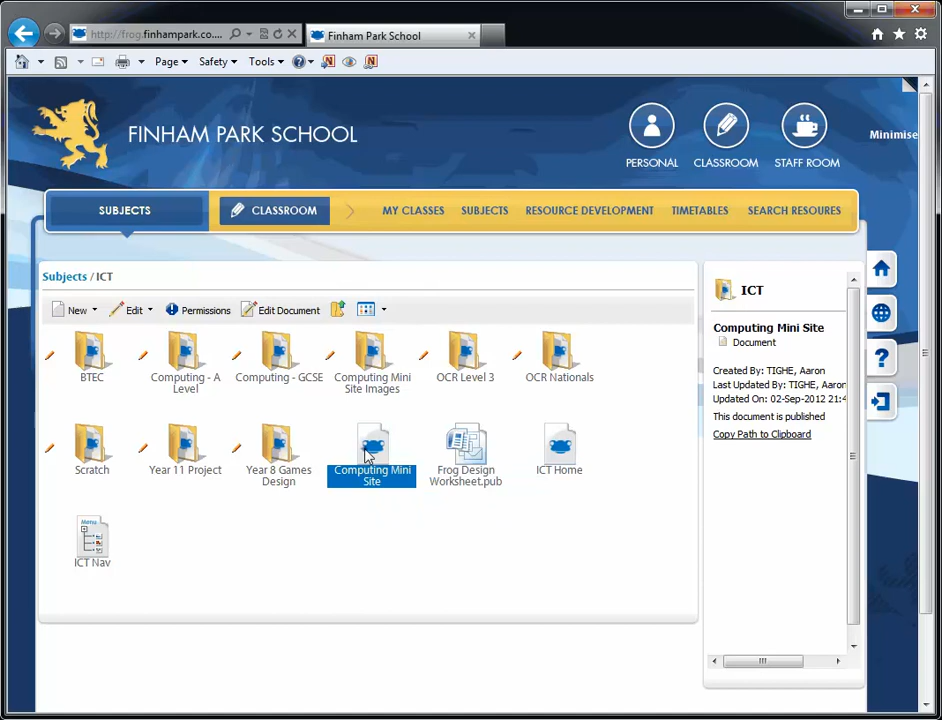 http://frog.finhampark.co....
Finham Park School
Page
Safety
Tools
FINHAM PARK SCHOOL
PERSONAL
CLASSROOM
STAFF ROOM
Minimise
SUBJECTS
CLASSROOM
MY CLASSES
SUBJECTS
RESOURCE DEVELOPMENT
TIMETABLES
SEARCH RESOURES
Subjects / ICT
New
Edit
Permissions
Edit Document
BTEC
Computing - A
Level
Computing - GCSE
Computing Mini
Site Images
OCR Level 3
OCR Nationals
Scratch
Year 11 Project
Year 8 Games
Design
Computing Mini
Site
Frog Design
Worksheet.pub
ICT Home
Menu
ICT Nav
ICT
Computing Mini Site
Document
Created By: TIGHE, Aaron
Last Updated By: TIGHE, Aaron
Updated On: 02-Sep-2012 21:4
This document is published
Copy Path to Clipboard